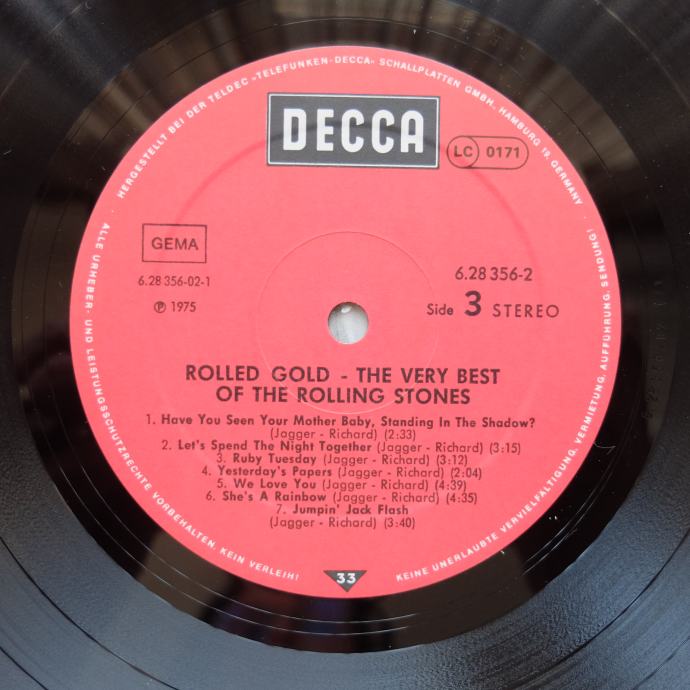 HERGESTELLT BEI DER TELDEC »TELEFUNKEN-DECCA« SCHALLPLATTEN GMBH., HAMBURG 19, GERMANY
DECCA
LC 0171
GEMA
6.28 356-02-1
℗ 1975
6.28 356-2
Side 3 STEREO
ROLLED GOLD - THE VERY BEST
OF THE ROLLING STONES
1. Have You Seen Your Mother Baby, Standing In The Shadow?
(Jagger - Richard) (2:33)
2. Let's Spend The Night Together (Jagger - Richard) (3:15)
3. Ruby Tuesday (Jagger - Richard) (3:12)
4. Yesterday's Papers (Jagger - Richard) (2:04)
5. We Love You (Jagger - Richard) (4:39)
6. She's A Rainbow (Jagger - Richard) (4:35)
7. Jumpin' Jack Flash
(Jagger - Richard) (3:40)
33
ALLE URHEBER- UND LEISTUNGSSCHUTZRECHTE VORBEHALTEN. KEIN VERLEIH!
KEINE UNERLAUBTE VERVIELFÄLTIGUNG, VERMIETUNG, AUFFÜHRUNG, SENDUNG!